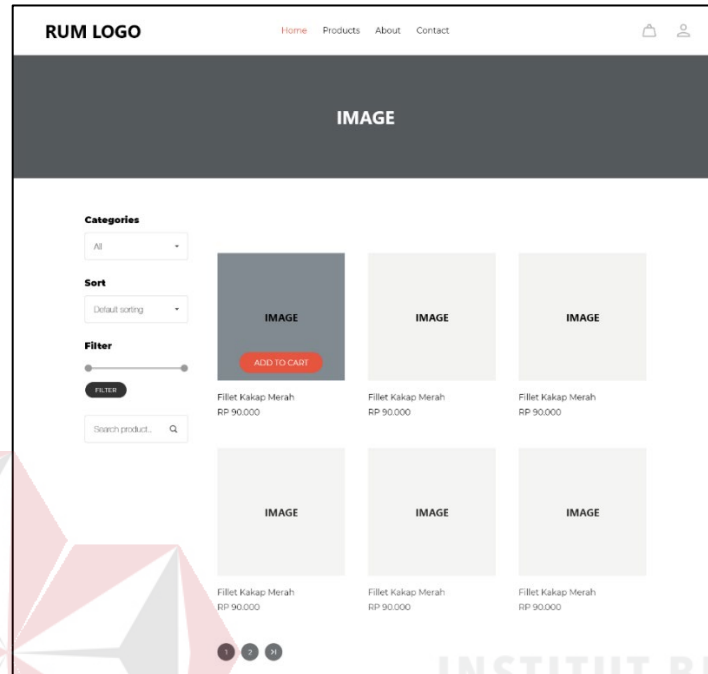 RUM LOGO
Home Products About Contact
IMAGE
Categories
All
Sort
Default sorting
Filter
FILTER
Search product..
IMAGE
ADD TO CART
Fillet Kakap Merah
RP 90.000
IMAGE
Fillet Kakap Merah
RP 90.000
IMAGE
Fillet Kakap Merah
RP 90.000
IMAGE
Fillet Kakap Merah
RP 90.000
IMAGE
Fillet Kakap Merah
RP 90.000
IMAGE
Fillet Kakap Merah
RP 90.000
1 2
INSTITUT